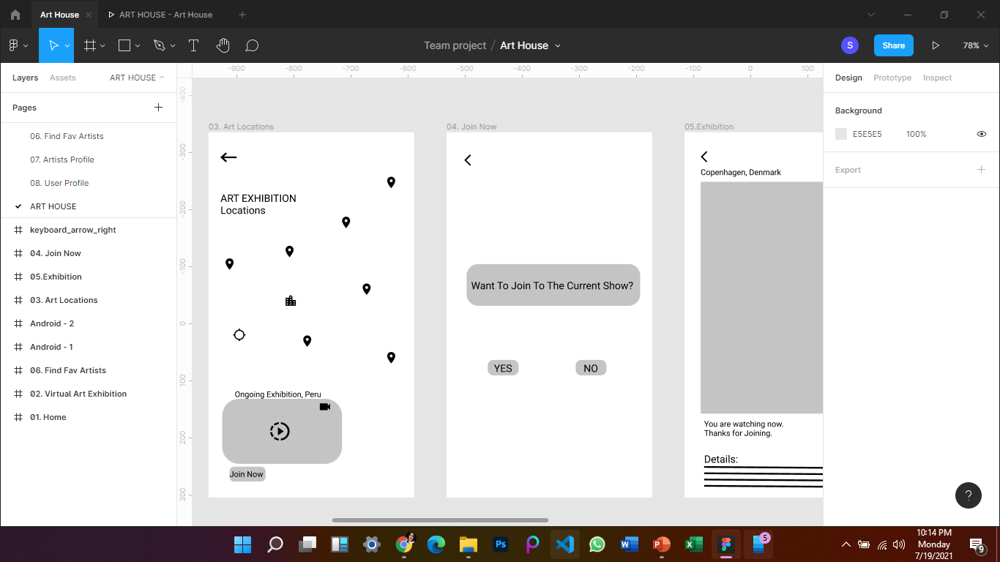 Art House
ART HOUSE - Art House
Team project / Art House
S
Share
78%
Layers
Assets
ART HOUSE
Pages
06. Find Fav Artists
07. Artists Profile
08. User Profile
ART HOUSE
keyboard_arrow_right
04. Join Now
05.Exhibition
03. Art Locations
Android - 2
Android - 1
06. Find Fav Artists
02. Virtual Art Exhibition
01. Home
-900 -800 -700 -600 -500 -400 -300 -200 -100 0 100
-400
-300
-200
-100
0
100
200
300
03. Art Locations
ART EXHIBITION
Locations
Ongoing Exhibition, Peru
Join Now
04. Join Now
Want To Join To The Current Show?
YES
NO
05.Exhibition
Copenhagen, Denmark
You are watching now.
Thanks for Joining.
Details:
Design
Prototype
Inspect
Background
E5E5E5
100%
Export
?
Ps
5
10:14 PM
Monday
7/19/2021
9